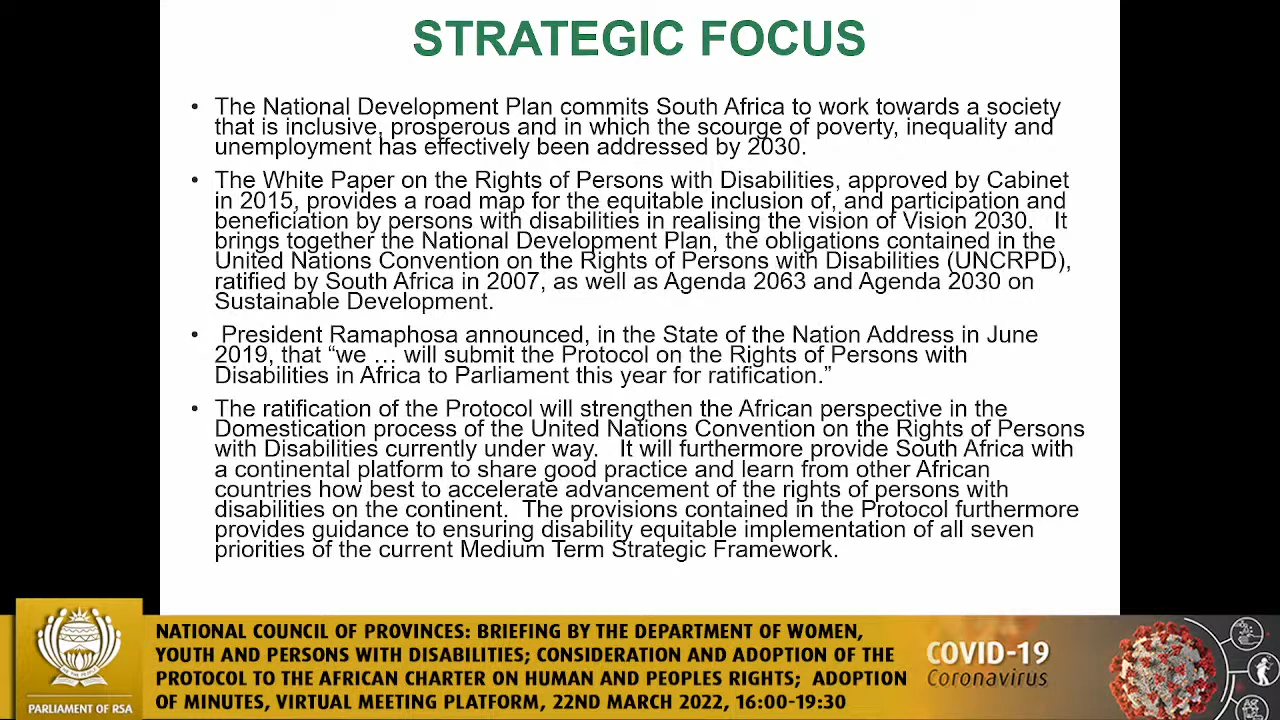 STRATEGIC FOCUS
• The National Development Plan commits South Africa to work towards a society
that is inclusive, prosperous and in which the scourge of poverty, inequality and
unemployment has effectively been addressed by 2030.
• The White Paper on the Rights of Persons with Disabilities, approved by Cabinet
in 2015, provides a road map for the equitable inclusion of, and participation and
beneficiation by persons with disabilities in realising the vision of Vision 2030. It
brings together the National Development Plan, the obligations contained in the
United Nations Convention on the Rights of Persons with Disabilities (UNCRPD),
ratified by South Africa in 2007, as well as Agenda 2063 and Agenda 2030 on
Sustainable Development.
• President Ramaphosa announced, in the State of the Nation Address in June
2019, that “we … will submit the Protocol on the Rights of Persons with
Disabilities in Africa to Parliament this year for ratification.”
• The ratification of the Protocol will strengthen the African perspective in the
Domestication process of the United Nations Convention on the Rights of Persons
with Disabilities currently under way. It will furthermore provide South Africa with
a continental platform to share good practice and learn from other African
countries how best to accelerate advancement of the rights of persons with
disabilities on the continent. The provisions contained in the Protocol furthermore
provides guidance to ensuring disability equitable implementation of all seven
priorities of the current Medium Term Strategic Framework.
PARLIAMENT OF RSA
NATIONAL COUNCIL OF PROVINCES: BRIEFING BY THE DEPARTMENT OF WOMEN,
YOUTH AND PERSONS WITH DISABILITIES; CONSIDERATION AND ADOPTION OF THE
PROTOCOL TO THE AFRICAN CHARTER ON HUMAN AND PEOPLES RIGHTS; ADOPTION
OF MINUTES, VIRTUAL MEETING PLATFORM, 22ND MARCH 2022, 16:00-19:30
COVID-19
Coronavirus